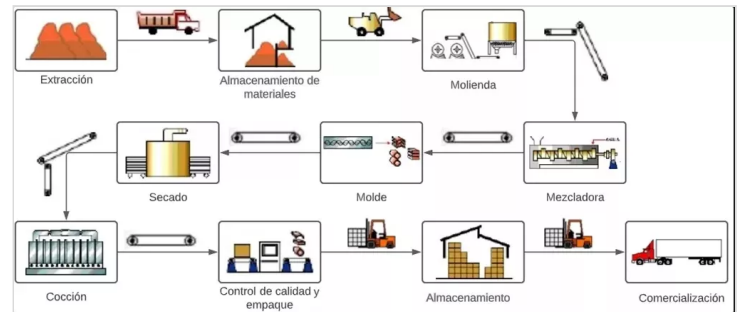 Extracción
Almacenamiento de
materiales
Molienda
Secado
Molde
Mezcladora
Cocción
Control de calidad y
empaque
Almacenamiento
Comercialización